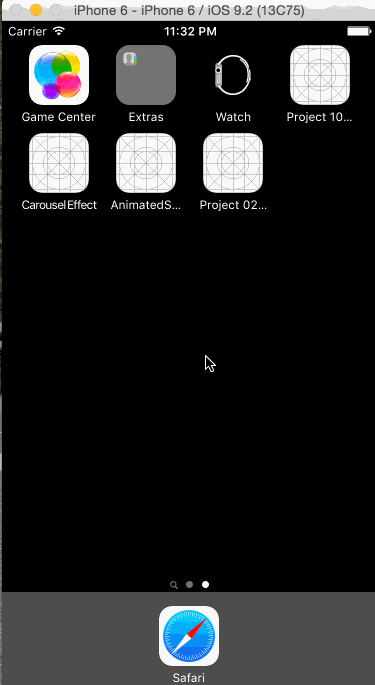 iPhone 6 - iPhone 6 / iOS 9.2 (13C75)
Carrier 11:32 PM
Game Center Extras Watch Project 10...
CarouselEffect AnimatedS... Project 02...
Safari